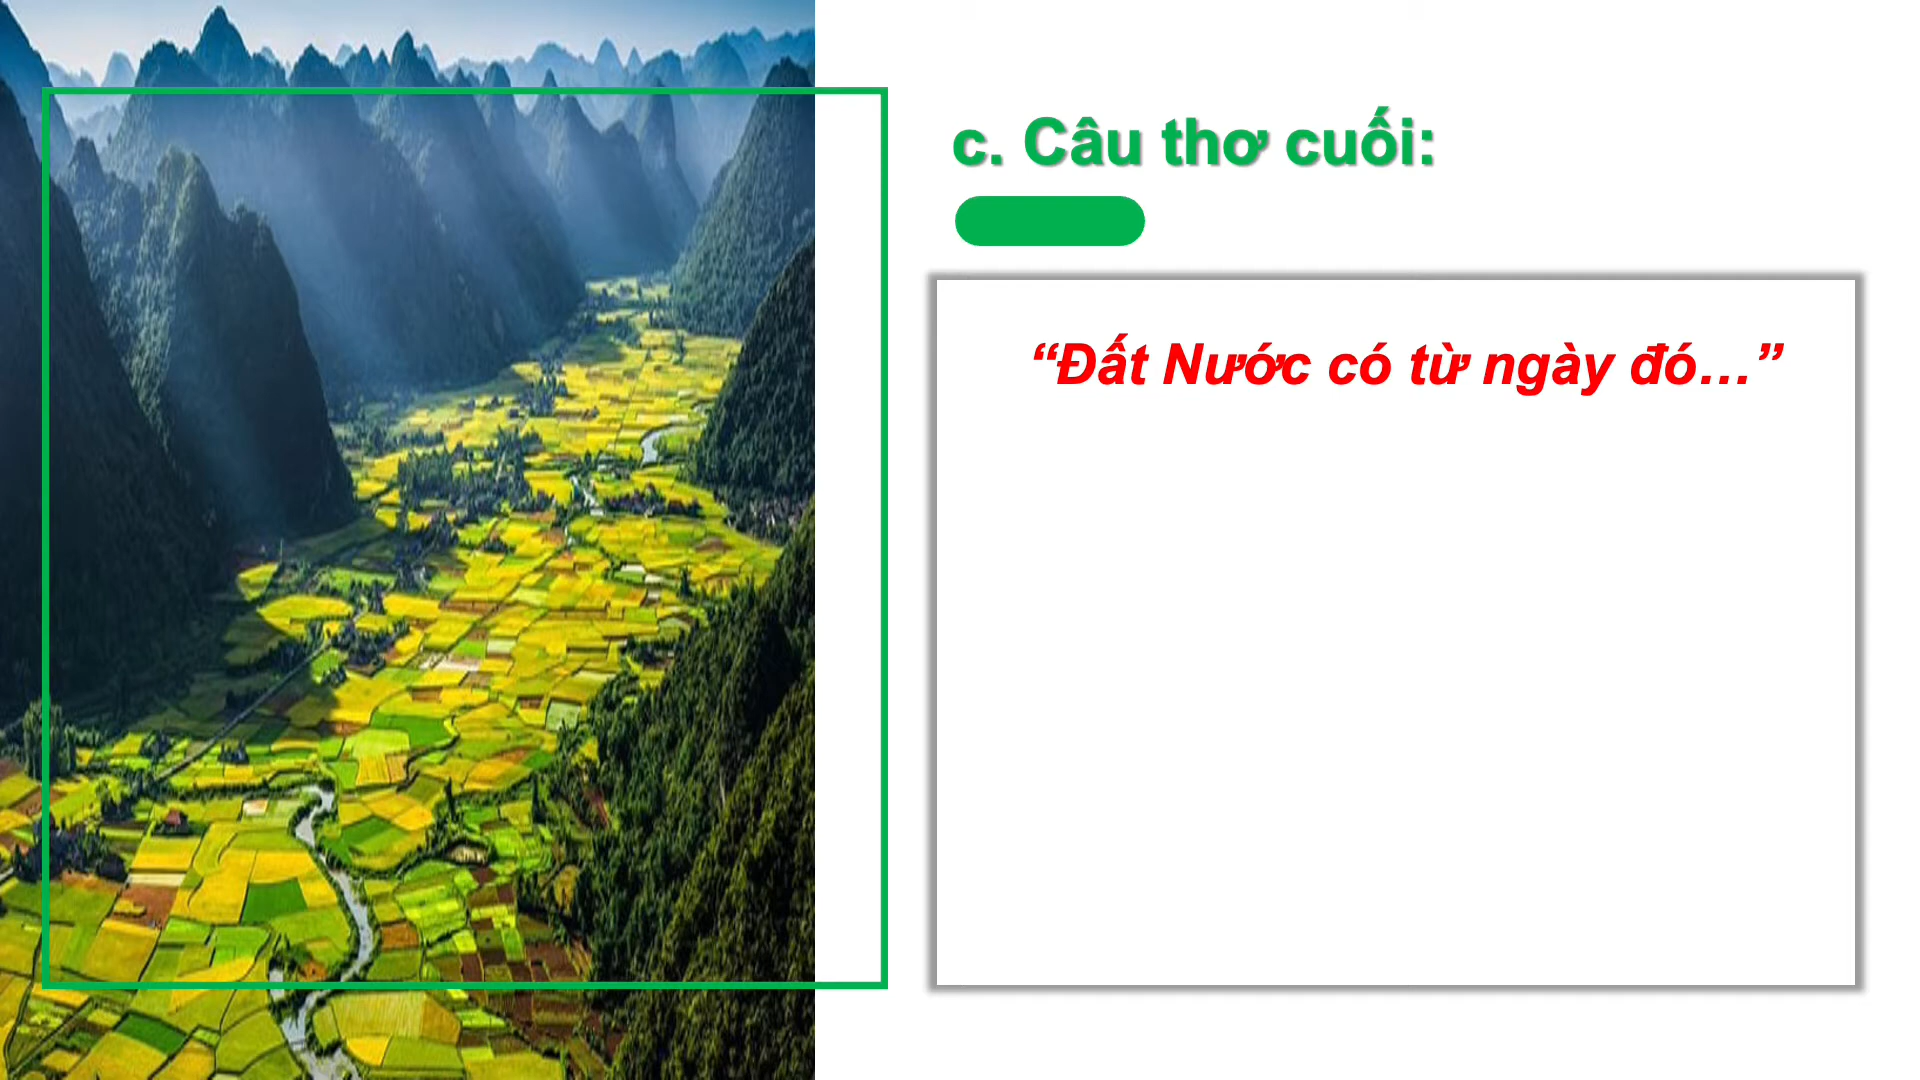 c. Câu thơ cuối:
“Đất Nước có từ ngày đó…”